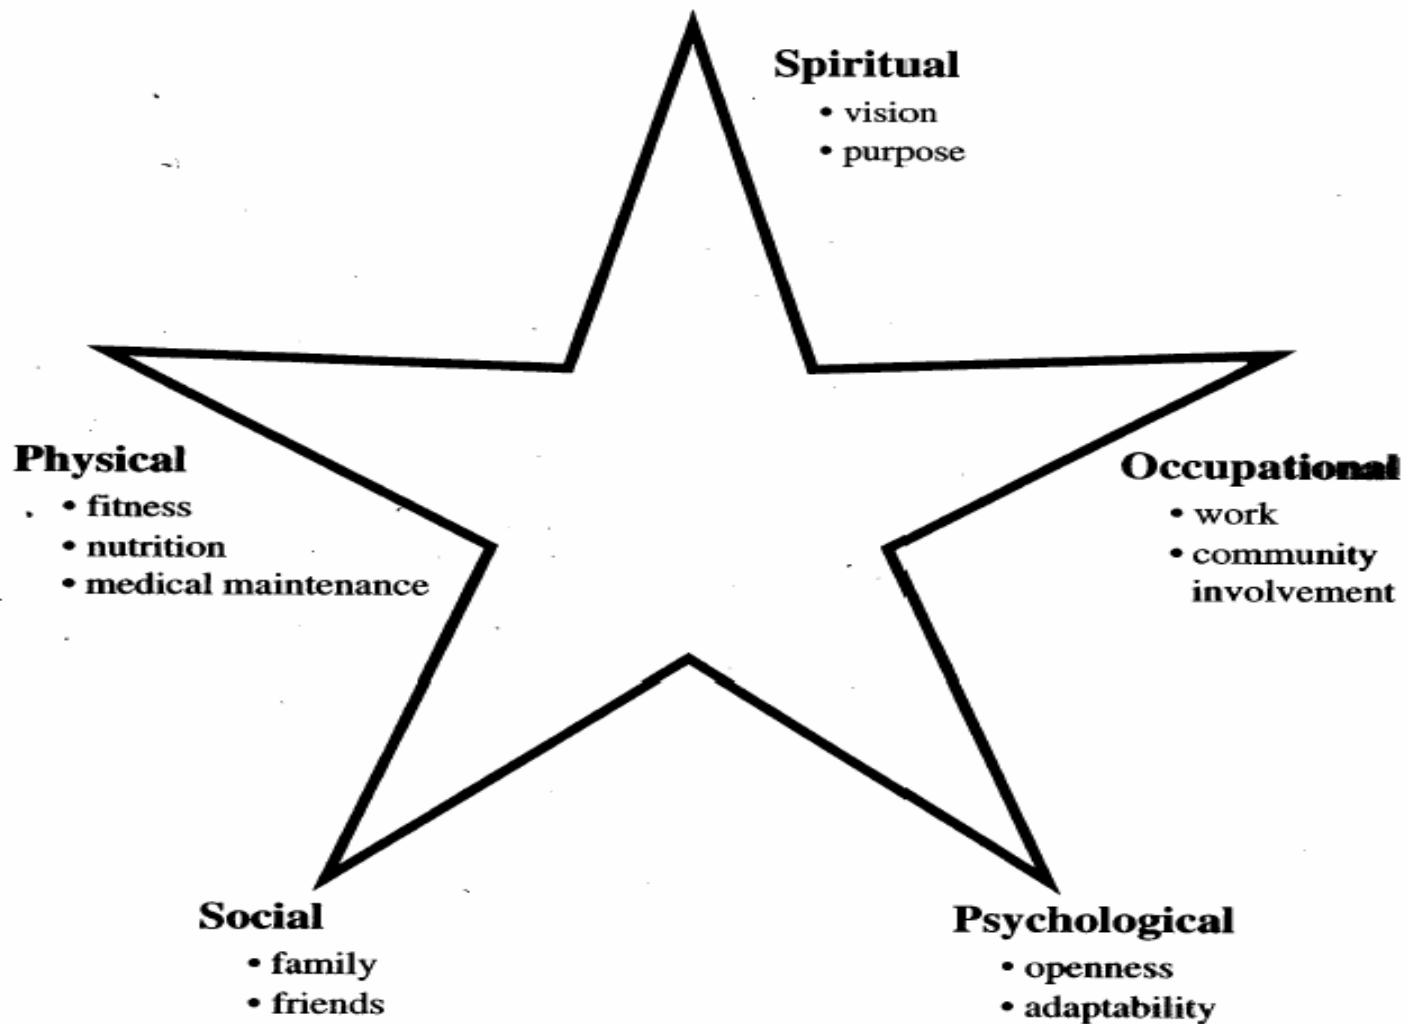 Spiritual
• vision
• purpose
Physical
• fitness
• nutrition
• medical maintenance
Occupational
• work
• community
involvement
Social
• family
• friends
Psychological
• openness
• adaptability